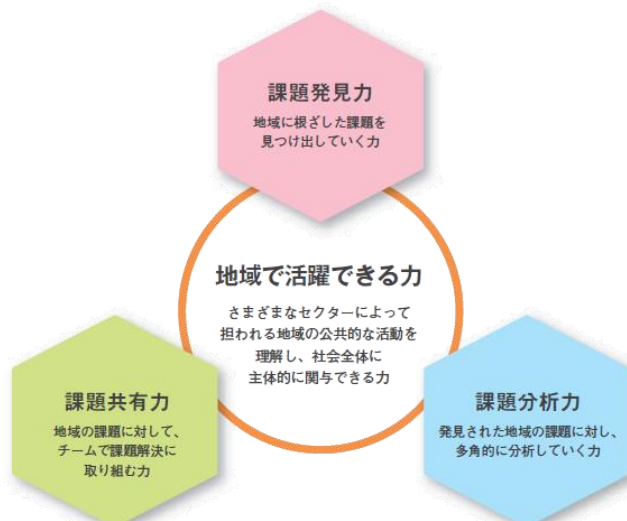 課題発見力
地域に根ざした課題を
見つけ出していく力
地域で活躍できる力
さまざまなセクターによって
担われる地域の公共的な活動を
理解し、社会全体に
主体的に関与できる力
課題共有力
地域の課題に対して、
チームで課題解決に
取り組む力
課題分析力
発見された地域の課題に対し、
多角的に分析していく力